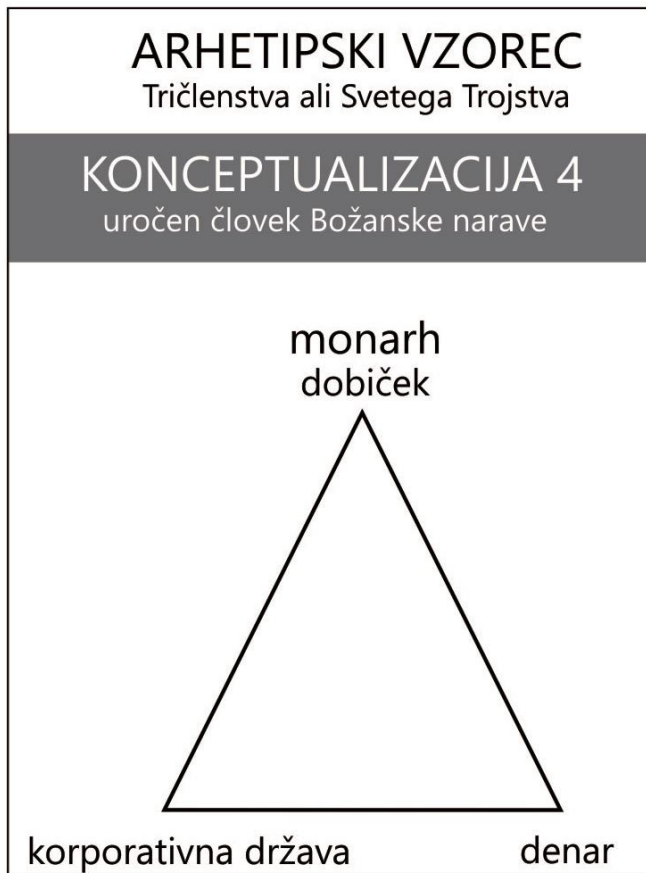 ARHETIPSKI VZOREC
Tričlenstva ali Svetega Trojstva
KONCEPTUALIZACIJA 4
uročen človek Božanske narave
monarh
dobiček
korporativna država
denar